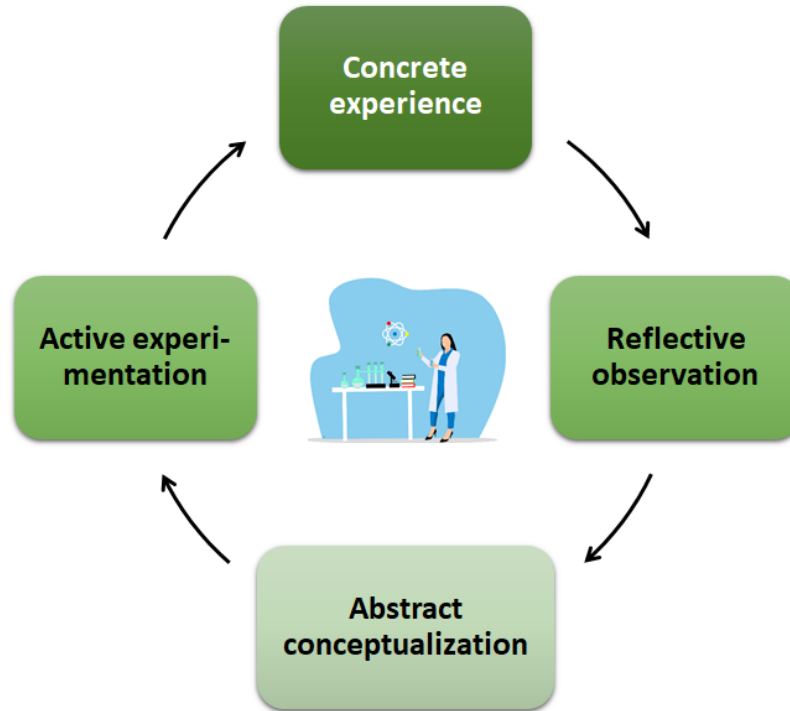 Concrete
experience
Active experi-
mentation
Reflective
observation
Abstract
conceptualization